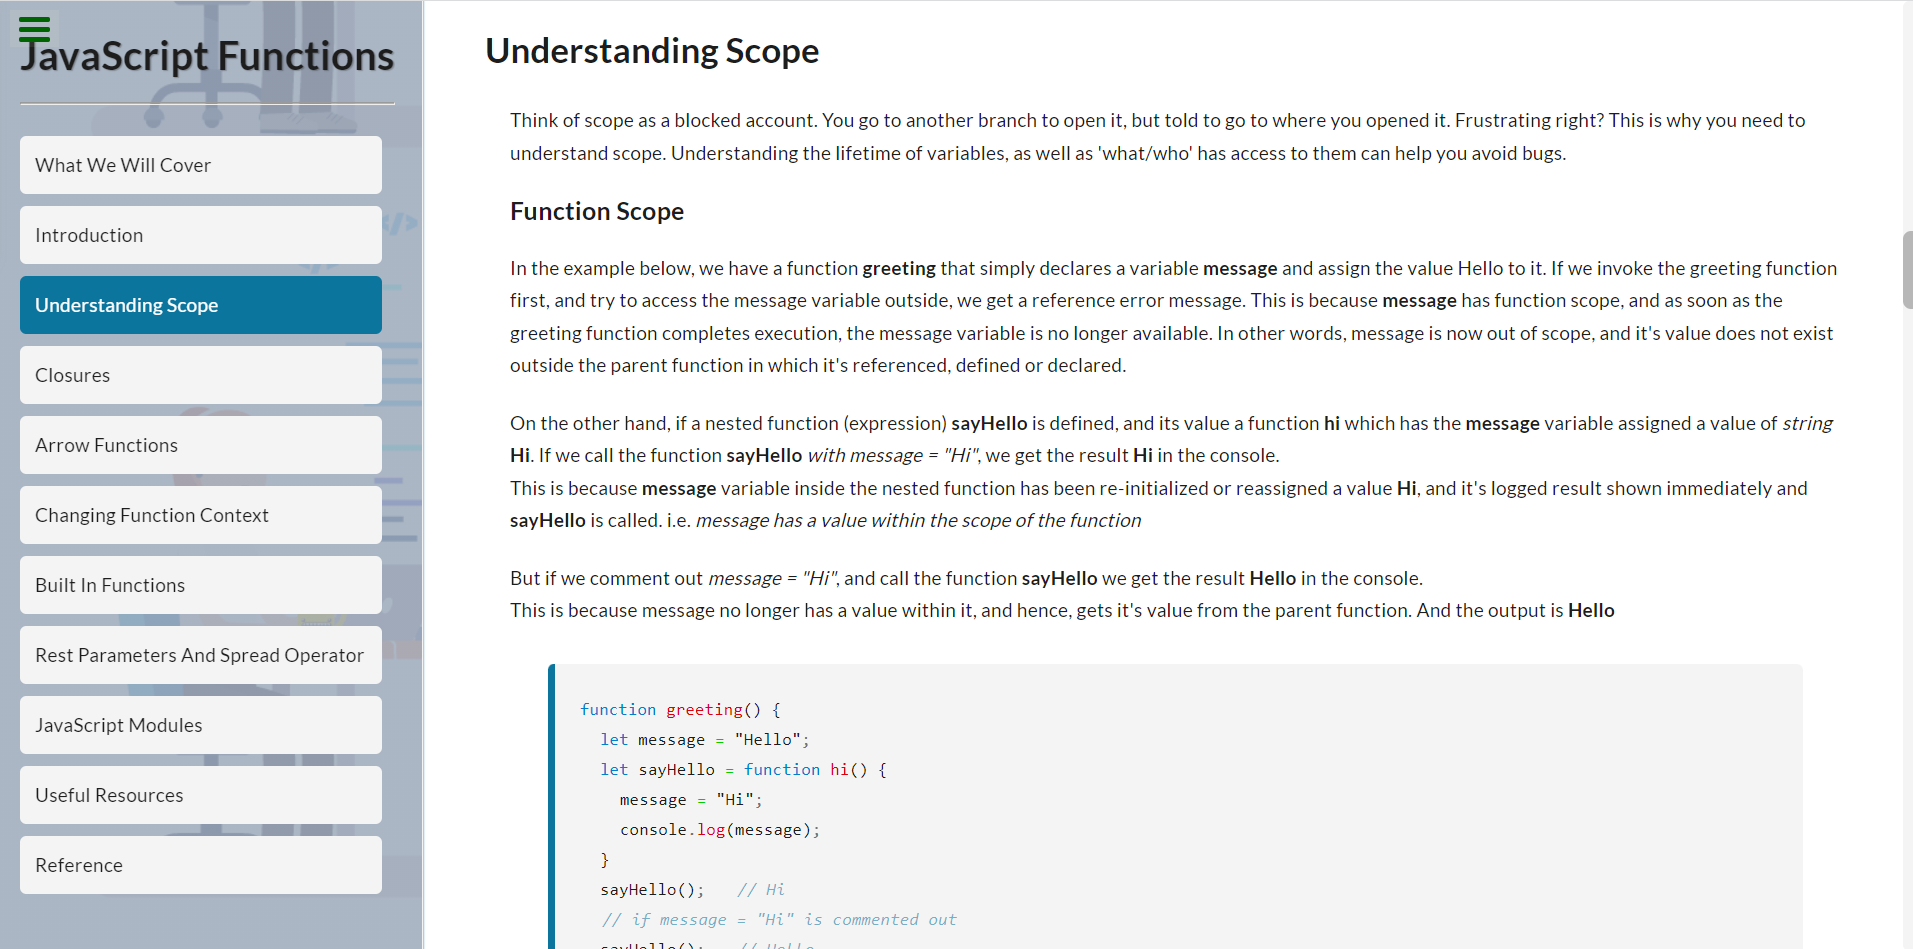 JavaScript Functions
What We Will Cover
Introduction
Understanding Scope
Closures
Arrow Functions
Changing Function Context
Built In Functions
Rest Parameters And Spread Operator
JavaScript Modules
Useful Resources
Reference
Understanding Scope
Think of scope as a blocked account. You go to another branch to open it, but told to go to where you opened it. Frustrating right? This is why you need to
understand scope. Understanding the lifetime of variables, as well as 'what/who' has access to them can help you avoid bugs.
Function Scope
In the example below, we have a function greeting that simply declares a variable message and assign the value Hello to it. If we invoke the greeting function
first, and try to access the message variable outside, we get a reference error message. This is because message has function scope, and as soon as the
greeting function completes execution, the message variable is no longer available. In other words, message is now out of scope, and it's value does not exist
outside the parent function in which it's referenced, defined or declared.
On the other hand, if a nested function (expression) sayHello is defined, and its value a function hi which has the message variable assigned a value of string
Hi. If we call the function sayHello with message = "Hi", we get the result Hi in the console.
This is because message variable inside the nested function has been re-initialized or reassigned a value Hi, and it's logged result shown immediately and
sayHello is called. i.e. message has a value within the scope of the function
But if we comment out message = "Hi", and call the function sayHello we get the result Hello in the console.
This is because message no longer has a value within it, and hence, gets it's value from the parent function. And the output is Hello
function greeting() {
let message = "Hello";
let sayHello = function hi() {
message = "Hi";
console.log(message);
}
sayHello(); // Hi
// if message = "Hi" is commented out
sayHello(); // Hello